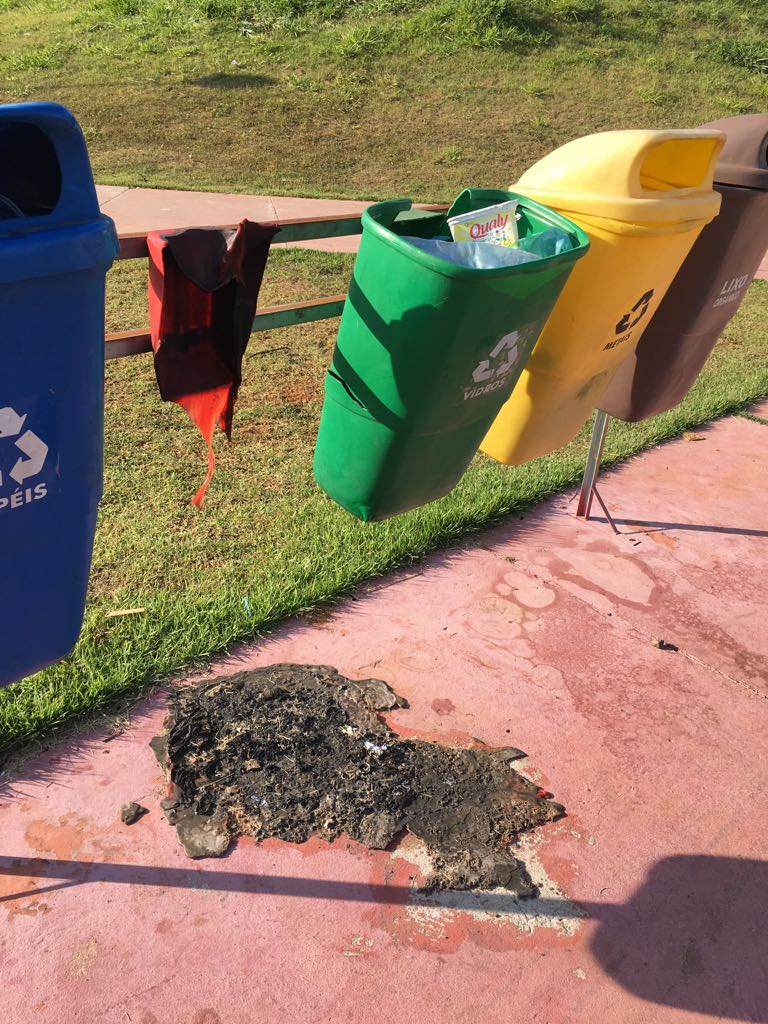 PÉIS
Qualy
VIDROS
METAIS
LIXO
ORGÂNICO